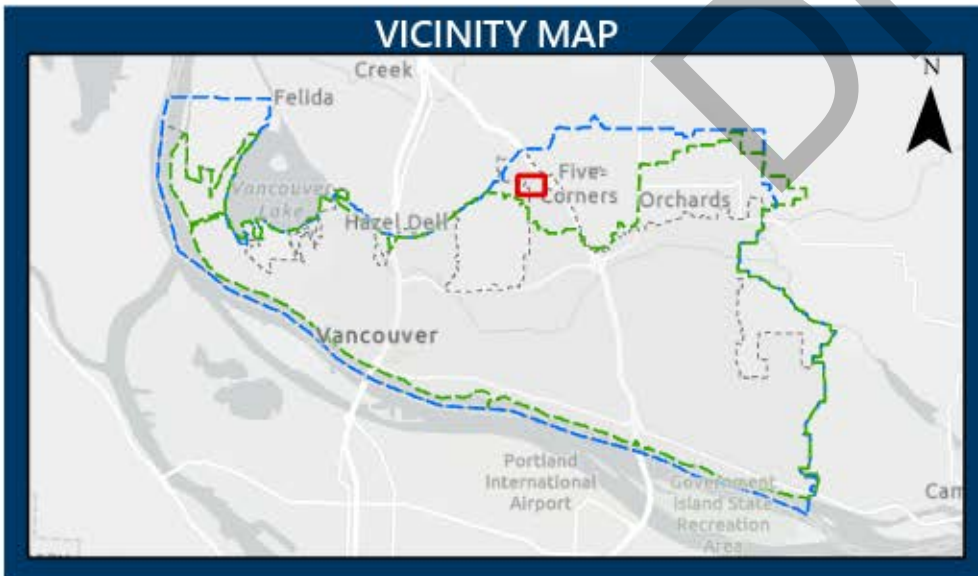 VICINITY MAP
Creek
N
Felida
Vancouver
Lake
Five
Corners
Orchards
Hazel Dell
Vancouver
Portland
International
Airport
Government
Island State
Recreation
Area
Cam